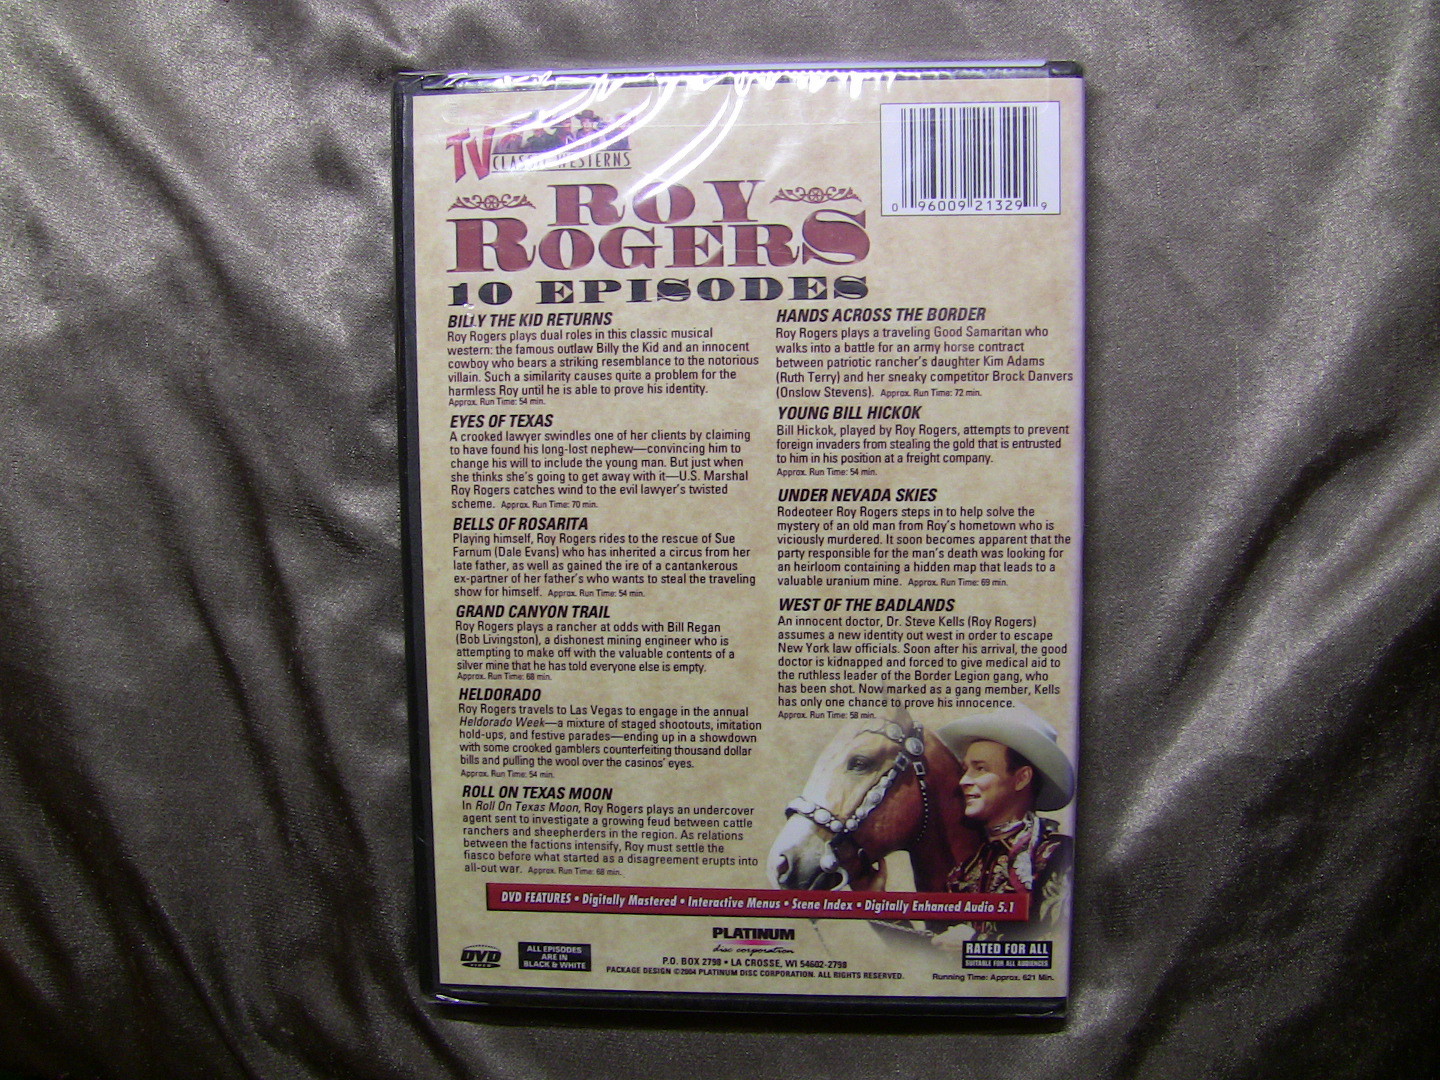 TV
CLASSIC WESTERNS
ROY
ROGERS
10 EPISODES
0 96009 21329 9
BILLY THE KID RETURNS
Roy Rogers plays dual roles in this classic musical
western: the famous outlaw Billy the Kid and an innocent
cowboy who bears a striking resemblance to the notorious
villain. Such a similarity causes quite a problem for the
harmless Roy until he is able to prove his identity.
Approx. Run Time: 54 min.
EYES OF TEXAS
A crooked lawyer swindles one of her clients by claiming
to have found his long-lost nephew—convincing him to
change his will to include the young man. But just when
she thinks she's going to get away with it—U.S. Marshal
Roy Rogers catches wind to the evil lawyer's twisted
scheme. Approx. Run Time: 70 min.
BELLS OF ROSARITA
Playing himself, Roy Rogers rides to the rescue of Sue
Farnum (Dale Evans) who has inherited a circus from her
late father, as well as gained the ire of a cantankerous
ex-partner of her father's who wants to steal the traveling
show for himself. Approx. Run Time: 54 min.
GRAND CANYON TRAIL
Roy Rogers plays a rancher at odds with Bill Regan
(Bob Livingston), a dishonest mining engineer who is
attempting to make off with the valuable contents of a
silver mine that he has told everyone else is empty.
Approx. Run Time: 68 min.
HELDORADO
Roy Rogers travels to Las Vegas to engage in the annual
Heldorado Week—a mixture of staged shootouts, imitation
hold-ups, and festive parades—ending up in a showdown
with some crooked gamblers counterfeiting thousand dollar
bills and pulling the wool over the casinos' eyes.
Approx. Run Time: 54 min.
ROLL ON TEXAS MOON
In Roll On Texas Moon, Roy Rogers plays an undercover
agent sent to investigate a growing feud between cattle
ranchers and sheepherders in the region. As relations
between the factions intensify, Roy must settle the
fiasco before what started as a disagreement erupts into
all-out war. Approx. Run Time: 68 min.
HANDS ACROSS THE BORDER
Roy Rogers plays a traveling Good Samaritan who
walks into a battle for an army horse contract
between patriotic rancher's daughter Kim Adams
(Ruth Terry) and her sneaky competitor Brock Danvers
(Onslow Stevens). Approx. Run Time: 72 min.
YOUNG BILL HICKOK
Bill Hickok, played by Roy Rogers, attempts to prevent
foreign invaders from stealing the gold that is entrusted
to him in his position at a freight company.
Approx. Run Time: 54 min.
UNDER NEVADA SKIES
Rodeoteer Roy Rogers steps in to help solve the
mystery of an old man from Roy's hometown who is
viciously murdered. It soon becomes apparent that the
party responsible for the man's death was looking for
an heirloom containing a hidden map that leads to a
valuable uranium mine. Approx. Run Time: 69 min.
WEST OF THE BADLANDS
An innocent doctor, Dr. Steve Kells (Roy Rogers)
assumes a new identity out west in order to escape
New York law officials. Soon after his arrival, the good
doctor is kidnapped and forced to give medical aid to
the ruthless leader of the Border Legion gang, who
has been shot. Now marked as a gang member, Kells
has only one chance to prove his innocence.
Approx. Run Time: 58 min.
DVD FEATURES • Digitally Mastered • Interactive Menus • Scene Index • Digitally Enhanced Audio 5.1
DVD
VIDEO
ALL EPISODES
ARE IN
BLACK & WHITE
PLATINUM
disc corporation
P.O. BOX 2798 • LA CROSSE, WI 54602-2798
PACKAGE DESIGN ©2004 PLATINUM DISC CORPORATION. ALL RIGHTS RESERVED.
RATED FOR ALL
SUITABLE FOR ALL AUDIENCES
Running Time: Approx. 621 Min.